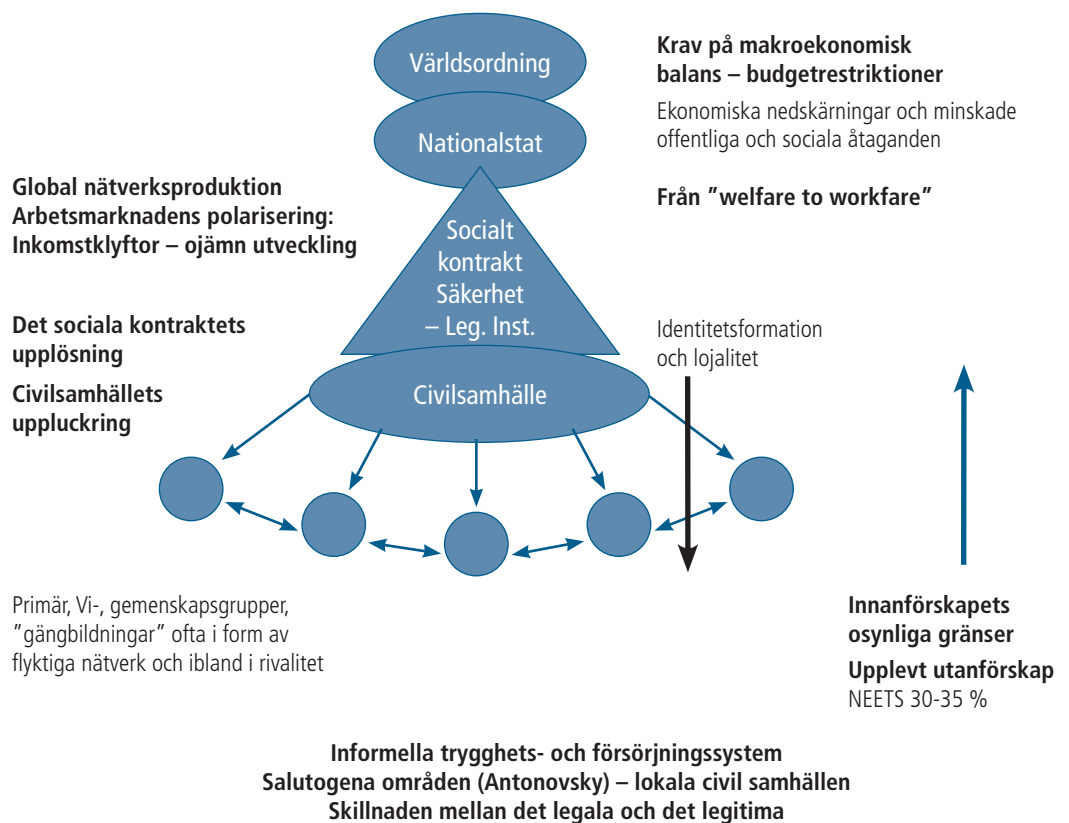 Världsordning
Krav på makroekonomisk
balans – budgetrestriktioner
Ekonomiska nedskärningar och minskade
offentliga och sociala åtaganden
Nationalstat
Global nätverksproduktion
Arbetsmarknadens polarisering:
Inkomstklyftor – ojämn utveckling
Från ”welfare to workfare”
Socialt
kontrakt
Säkerhet
– Leg. Inst.
Det sociala kontraktets
upplösning
Identitetsformation
och lojalitet
Civilsamhällets
uppluckring
Civilsamhälle
Primär, Vi-, gemenskapsgrupper,
”gängbildningar” ofta i form av
flyktiga nätverk och ibland i rivalitet
Innanförskapets
osynliga gränser
Upplevt utanförskap
NEETS 30-35 %
Informella trygghets- och försörjningssystem
Salutogena områden (Antonovsky) – lokala civil samhällen
Skillnaden mellan det legala och det legitima